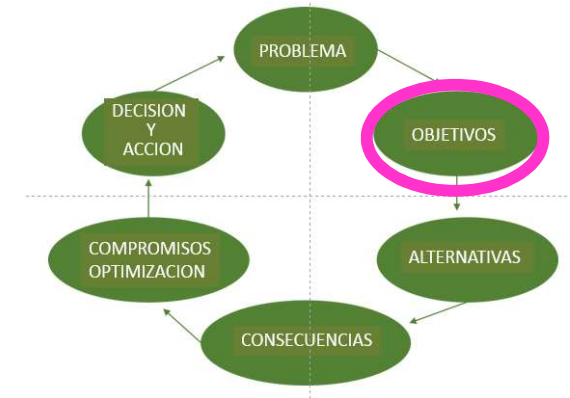 PROBLEMA
OBJETIVOS
ALTERNATIVAS
CONSECUENCIAS
COMPROMISOS
OPTIMIZACION
DECISION
Y
ACCION